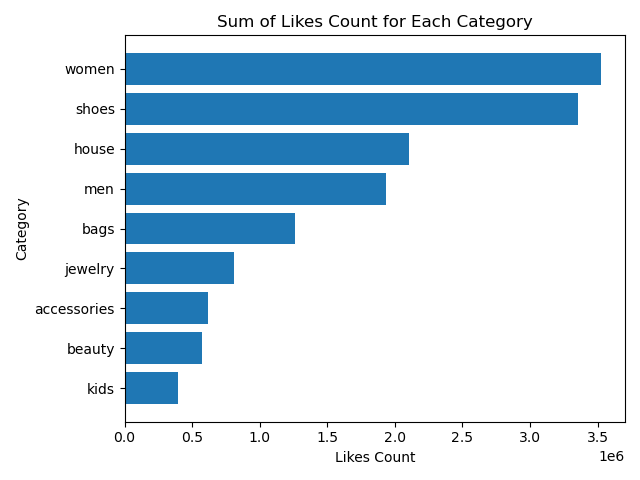 Sum of Likes Count for Each Category
women
shoes
house
men
bags
jewelry
accessories
beauty
kids
Category
0.0 0.5 1.0 1.5 2.0 2.5 3.0 3.5
1e6
Likes Count